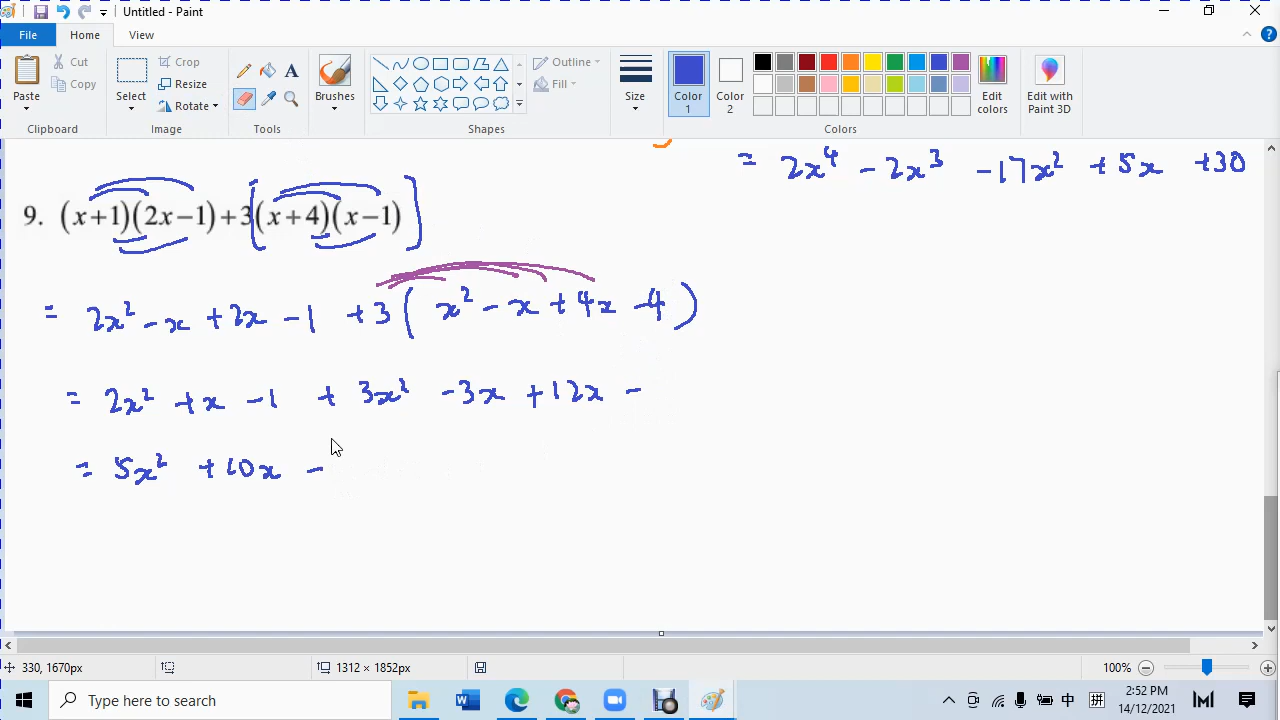 Untitled - Paint
File Home View
Paste
Cut
Copy
Clipboard
Select
Crop
Resize
Rotate
Image
A
Tools
Brushes
Outline
Fill
Shapes
Size
Color 1
Color 2
Edit colors
Colors
Edit with Paint 3D
= 2x⁴ - 2x³ - 17x² + 5x + 30
9. (x+1)(2x−1)+3[(x+4)(x−1)]
= 2x² - x + 2x - 1 + 3 ( x² - x + 4x - 4 )
= 2x² + x - 1 + 3x² - 3x + 12x -
= 5x² + 10x -
330, 1670px
1312 × 1852px
100%
Type here to search
中
拼
2:52 PM
14/12/2021